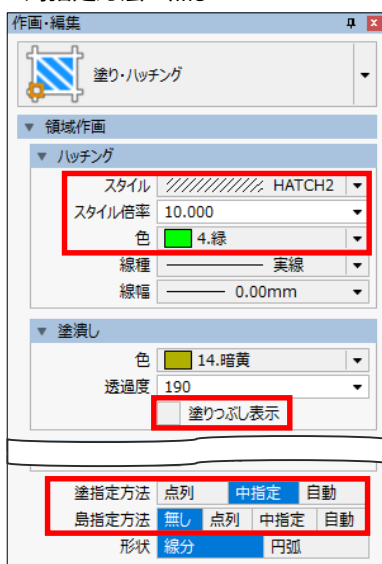 作画・編集
塗り・ハッチング
領域作画
ハッチング
スタイル HATCH2
スタイル倍率 10.000
色 4.緑
線種 実線
線幅 0.00mm
塗潰し
色 14.暗黄
透過度 190
塗りつぶし表示
塗指定方法 点列 中指定 自動
島指定方法 無し 点列 中指定 自動
形状 線分 円弧